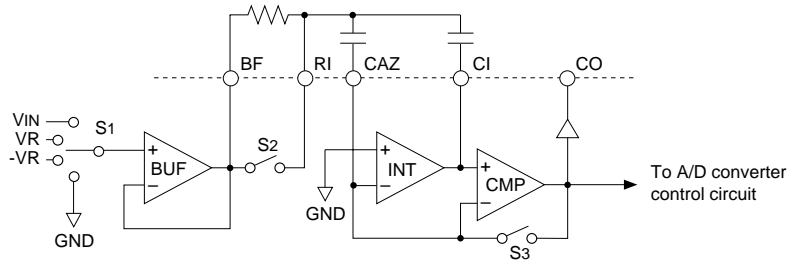 BF
RI
CAZ
CI
CO
VIN
VR
-VR
S1
GND
+
BUF
−
S2
GND
+
INT
−
+
CMP
−
S3
To A/D converter
control circuit